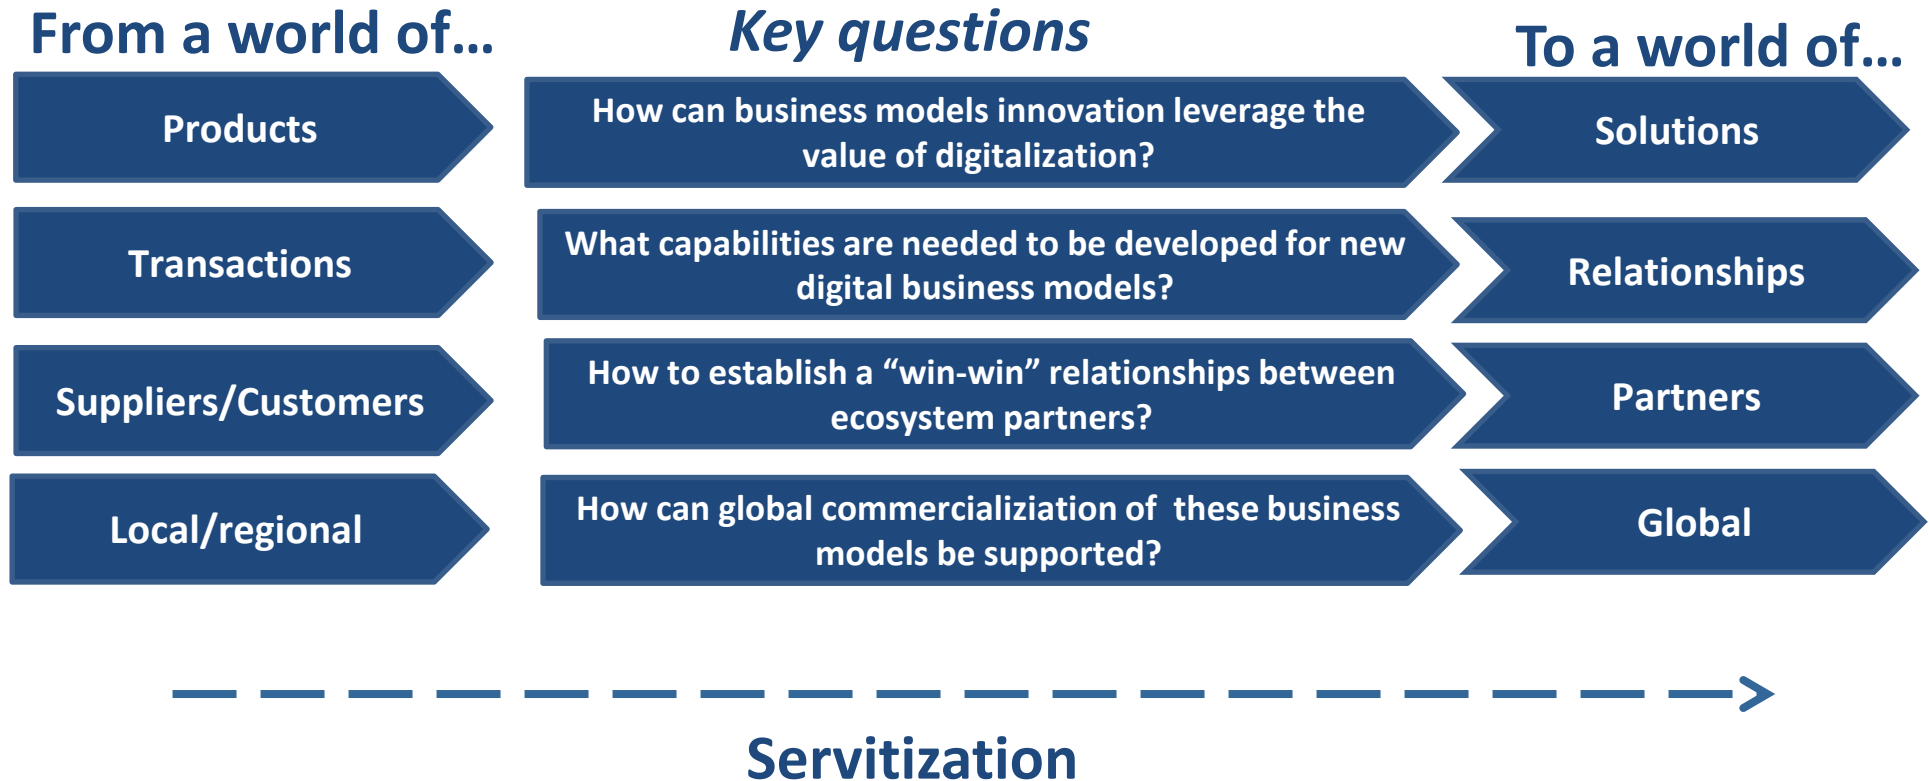 From a world of...
Key questions
To a world of...
Products
How can business models innovation leverage the
value of digitalization?
Solutions
Transactions
What capabilities are needed to be developed for new
digital business models?
Relationships
Suppliers/Customers
How to establish a “win-win” relationships between
ecosystem partners?
Partners
Local/regional
How can global commercializiation of  these business
models be supported?
Global
Servitization